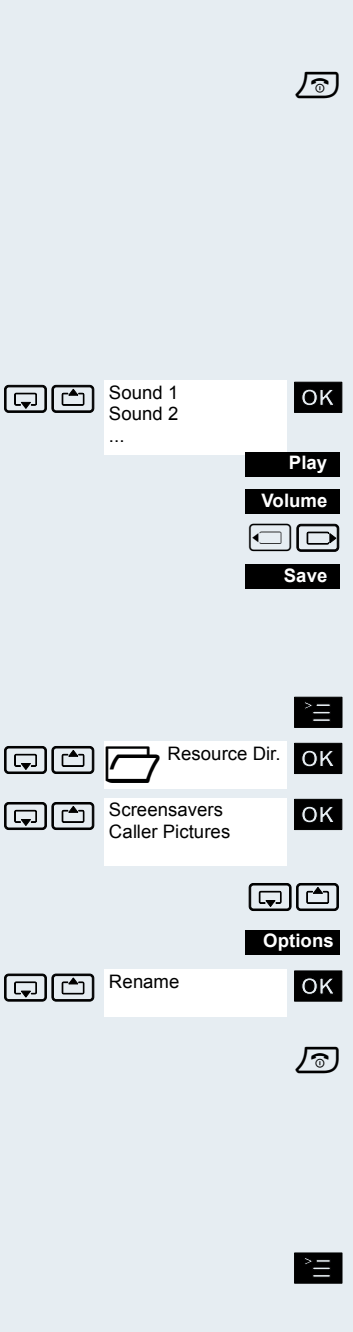 Sound 1
OK
Sound 2
...
Play
Volume
Save
Resource Dir.
OK
Screensavers
OK
Caller Pictures
Options
Rename
OK